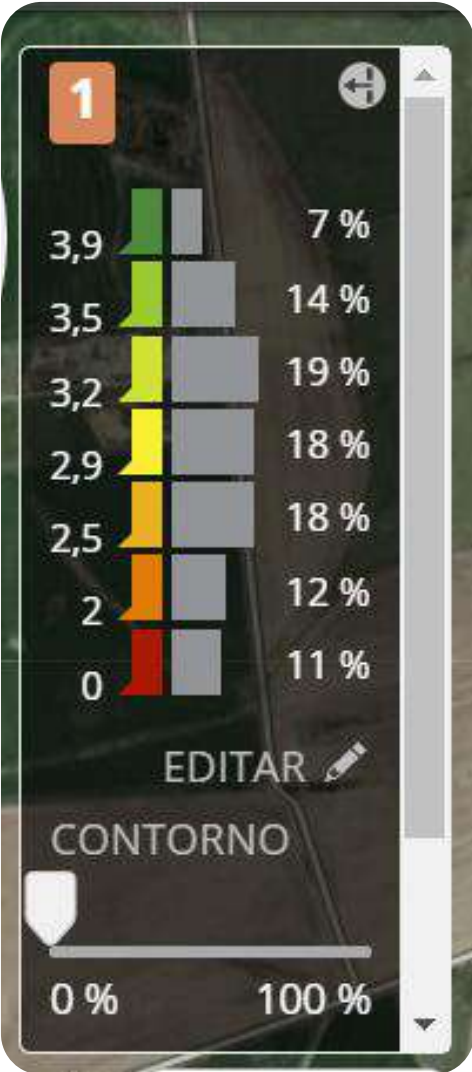 1
3,9 7 %
3,5 14 %
3,2 19 %
2,9 18 %
2,5 18 %
2 12 %
0 11 %
EDITAR
CONTORNO
0 % 100 %